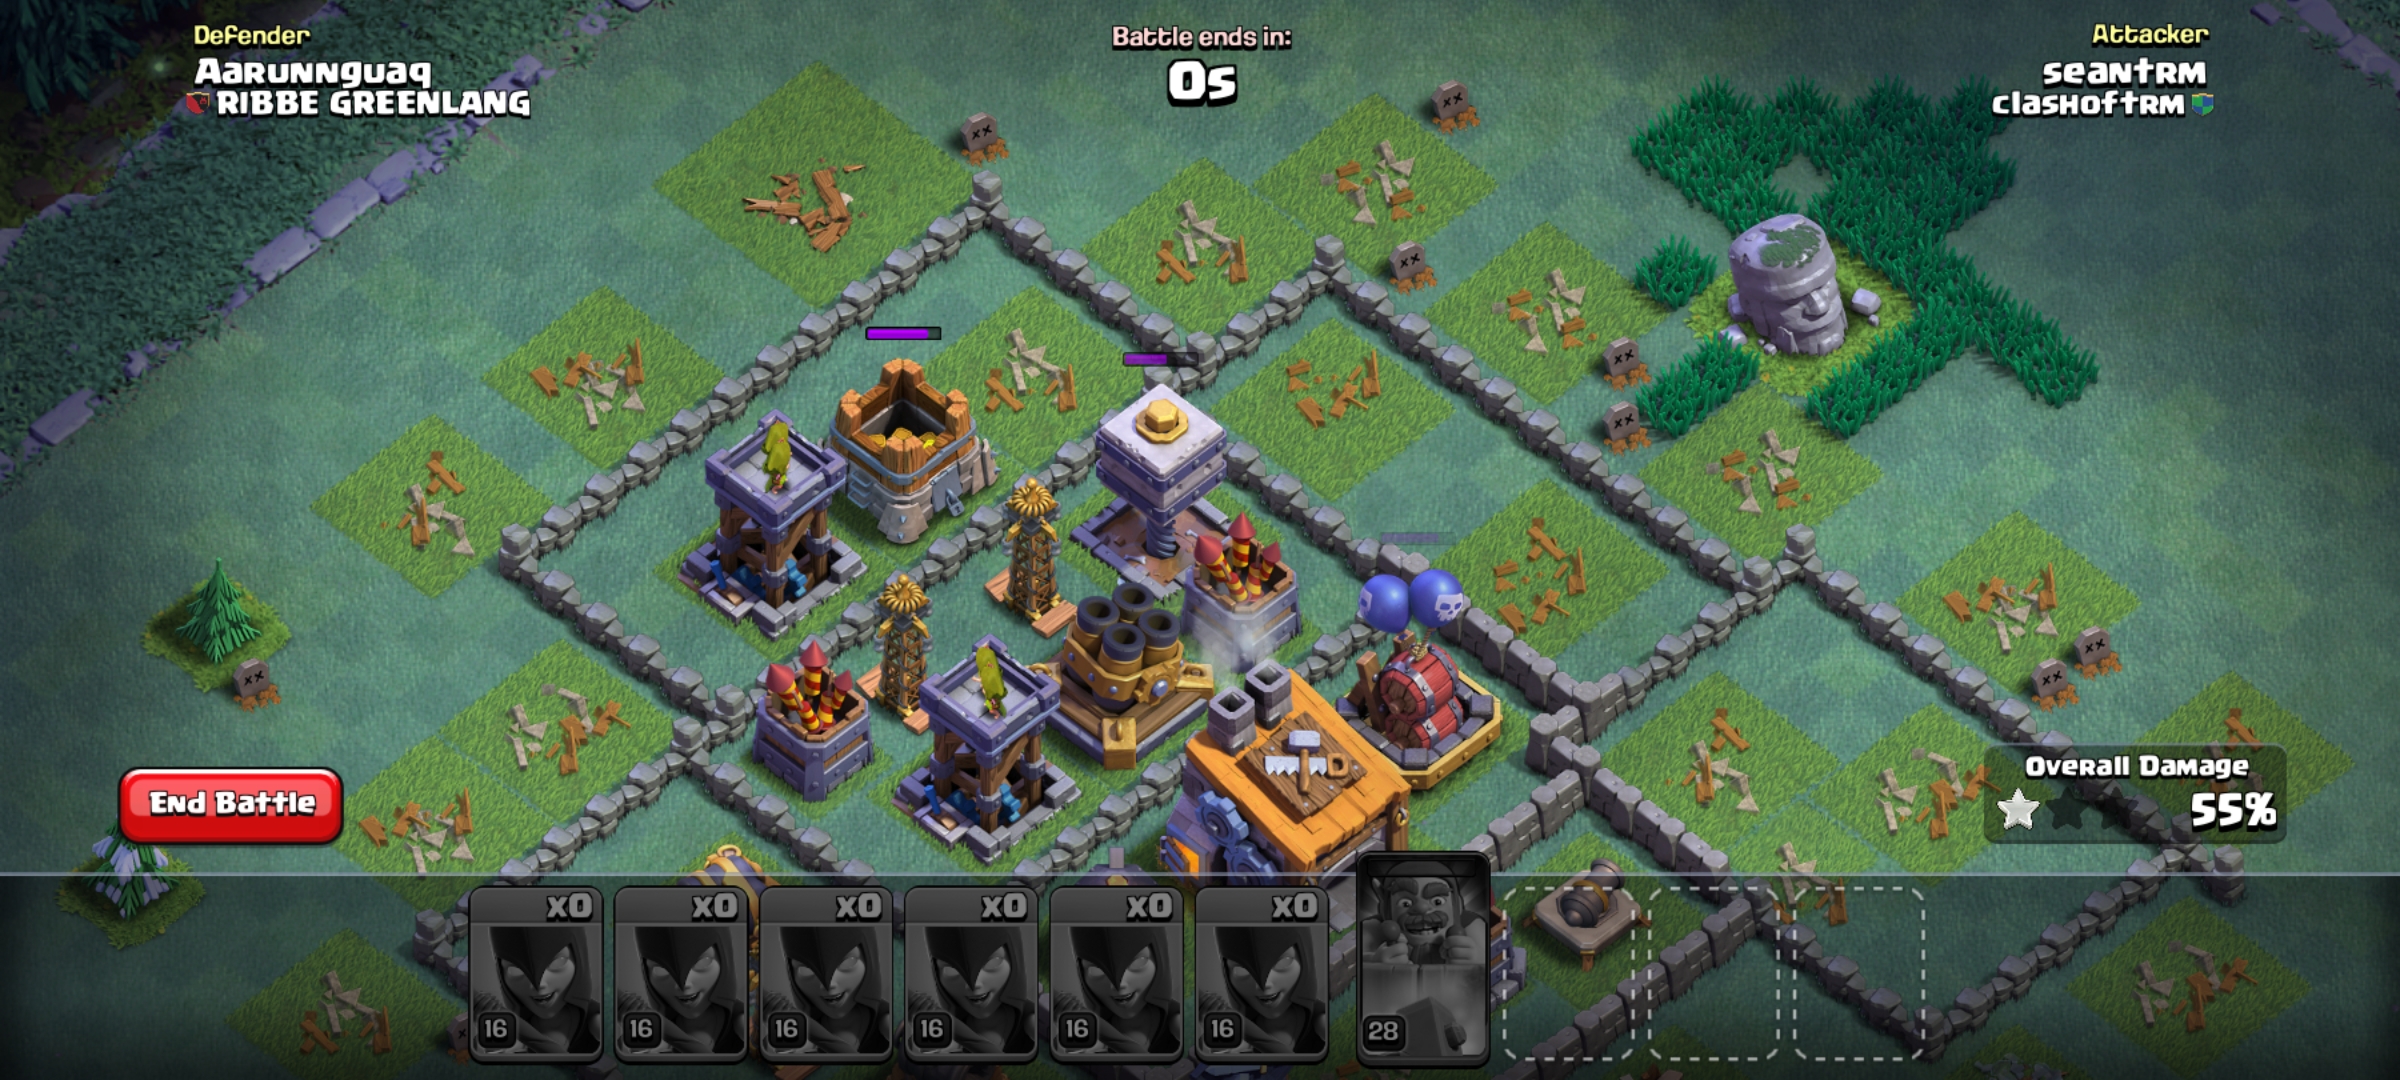 Defender
Aarunnguaq
RIBBE GREENLANG
Battle ends in:
0s
Attacker
seantRM
clashoftRM
End Battle
Overall Damage
55%
x0
x0
x0
x0
x0
x0
16
16
16
16
16
16
28